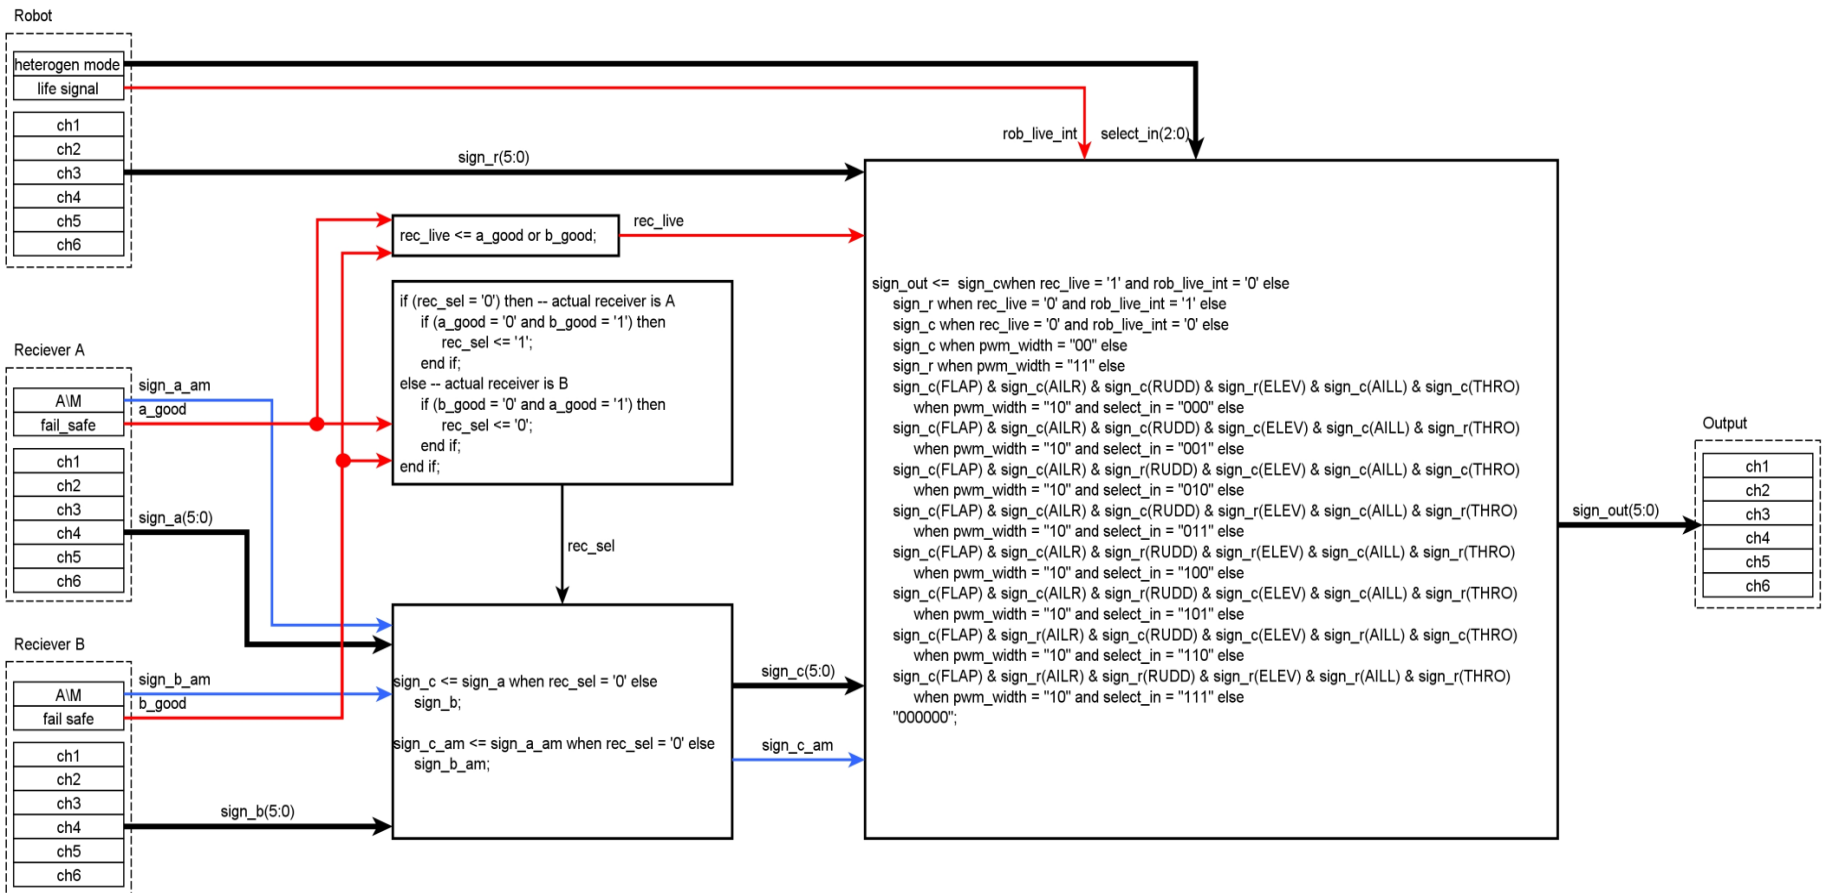 Robot
heterogen mode
life signal
ch1
ch2
ch3
ch4
ch5
ch6
sign_r(5:0)
rob_live_int
select_in(2:0)
rec_live <= a_good or b_good;
rec_live
if (rec_sel = '0') then -- actual receiver is A
if (a_good = '0' and b_good = '1') then
rec_sel <= '1';
end if;
else -- actual receiver is B
if (b_good = '0' and a_good = '1') then
rec_sel <= '0';
end if;
end if;
Reciever A
A\M
fail_safe
ch1
ch2
ch3
ch4
ch5
ch6
sign_a_am
a_good
sign_a(5:0)
rec_sel
Reciever B
A\M
fail safe
ch1
ch2
ch3
ch4
ch5
ch6
sign_b_am
b_good
sign_b(5:0)
sign_c <= sign_a when rec_sel = '0' else
sign_b;
sign_c_am <= sign_a_am when rec_sel = '0' else
sign_b_am;
sign_c(5:0)
sign_c_am
sign_out <= sign_cwhen rec_live = '1' and rob_live_int = '0' else
sign_r when rec_live = '0' and rob_live_int = '1' else
sign_c when rec_live = '0' and rob_live_int = '0' else
sign_c when pwm_width = "00" else
sign_r when pwm_width = "11" else
sign_c(FLAP) & sign_c(AILR) & sign_c(RUDD) & sign_r(ELEV) & sign_c(AILL) & sign_c(THRO)
when pwm_width = "10" and select_in = "000" else
sign_c(FLAP) & sign_c(AILR) & sign_c(RUDD) & sign_c(ELEV) & sign_c(AILL) & sign_r(THRO)
when pwm_width = "10" and select_in = "001" else
sign_c(FLAP) & sign_c(AILR) & sign_r(RUDD) & sign_c(ELEV) & sign_c(AILL) & sign_c(THRO)
when pwm_width = "10" and select_in = "010" else
sign_c(FLAP) & sign_c(AILR) & sign_c(RUDD) & sign_r(ELEV) & sign_c(AILL) & sign_r(THRO)
when pwm_width = "10" and select_in = "011" else
sign_c(FLAP) & sign_c(AILR) & sign_r(RUDD) & sign_r(ELEV) & sign_c(AILL) & sign_r(THRO)
when pwm_width = "10" and select_in = "100" else
sign_c(FLAP) & sign_c(AILR) & sign_r(RUDD) & sign_c(ELEV) & sign_c(AILL) & sign_r(THRO)
when pwm_width = "10" and select_in = "101" else
sign_c(FLAP) & sign_r(AILR) & sign_c(RUDD) & sign_c(ELEV) & sign_r(AILL) & sign_c(THRO)
when pwm_width = "10" and select_in = "110" else
sign_c(FLAP) & sign_r(AILR) & sign_r(RUDD) & sign_r(ELEV) & sign_r(AILL) & sign_r(THRO)
when pwm_width = "10" and select_in = "111" else
"000000";
sign_out(5:0)
Output
ch1
ch2
ch3
ch4
ch5
ch6